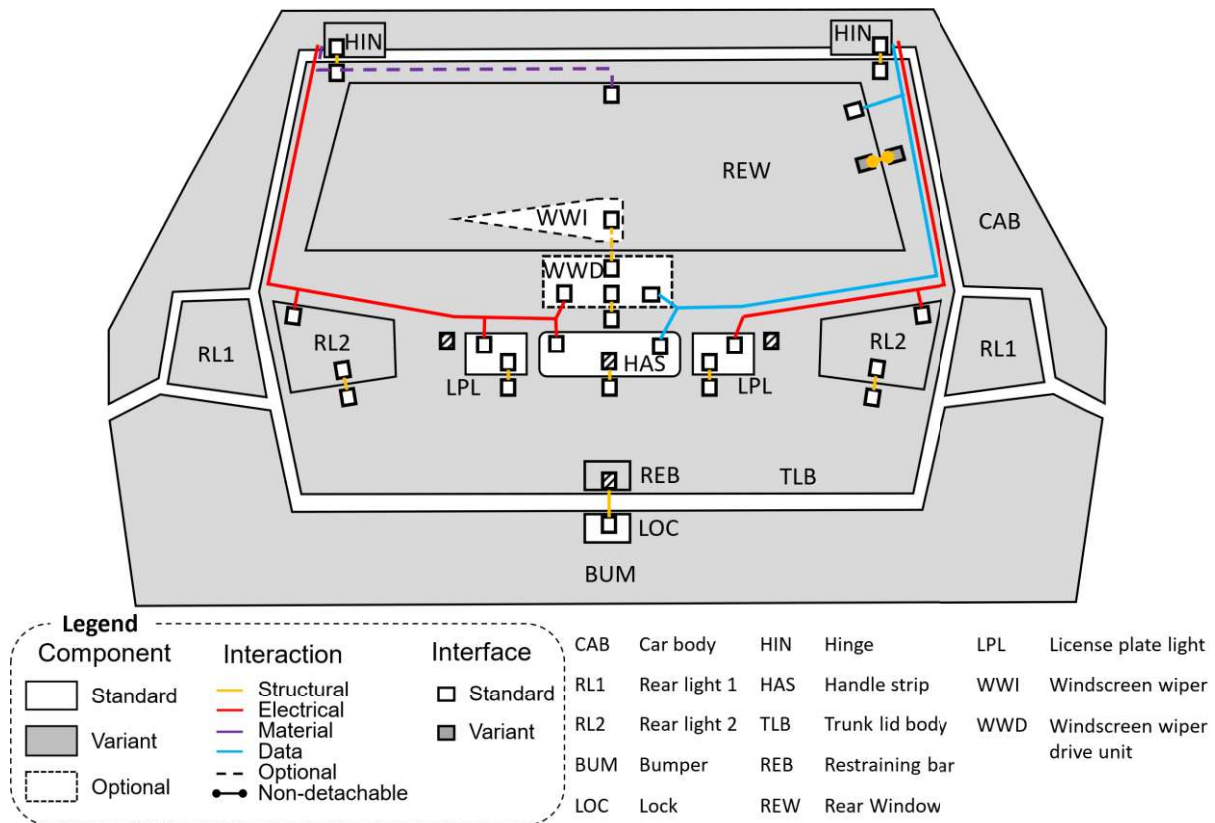 HIN HIN
REW
WWI
CAB
WWD
RL1 RL2 RL2 RL1
HAS
LPL LPL
REB TLB
LOC
BUM
Legend
Component Interaction Interface
Standard Structural Standard
Electrical
Variant Material Variant
Data
Optional Optional
Non-detachable
CAB Car body HIN Hinge LPL License plate light
RL1 Rear light 1 HAS Handle strip WWI Windscreen wiper
RL2 Rear light 2 TLB Trunk lid body WWD Windscreen wiper
drive unit
BUM Bumper REB Restraining bar
LOC Lock REW Rear Window